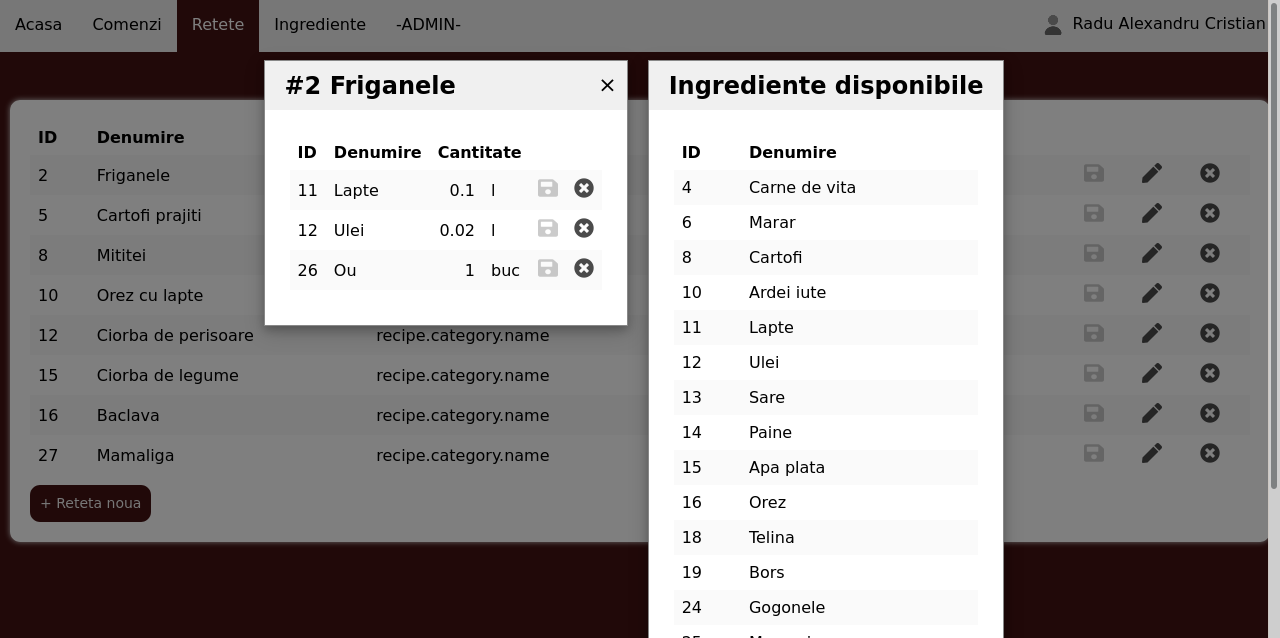 Acasa Comenzi Retete Ingrediente -ADMIN- Radu Alexandru Cristian
#2 Friganele ×
ID Denumire Cantitate
11 Lapte 0.1 l
12 Ulei 0.02 l
26 Ou 1 buc
Ingrediente disponibile
ID Denumire
4 Carne de vita
6 Marar
8 Cartofi
10 Ardei iute
11 Lapte
12 Ulei
13 Sare
14 Paine
15 Apa plata
16 Orez
18 Telina
19 Bors
24 Gogonele
ID Denumire
2 Friganele
5 Cartofi prajiti
8 Mititei
10 Orez cu lapte
12 Ciorba de perisoare recipe.category.name
15 Ciorba de legume recipe.category.name
16 Baclava recipe.category.name
27 Mamaliga recipe.category.name
+ Reteta noua